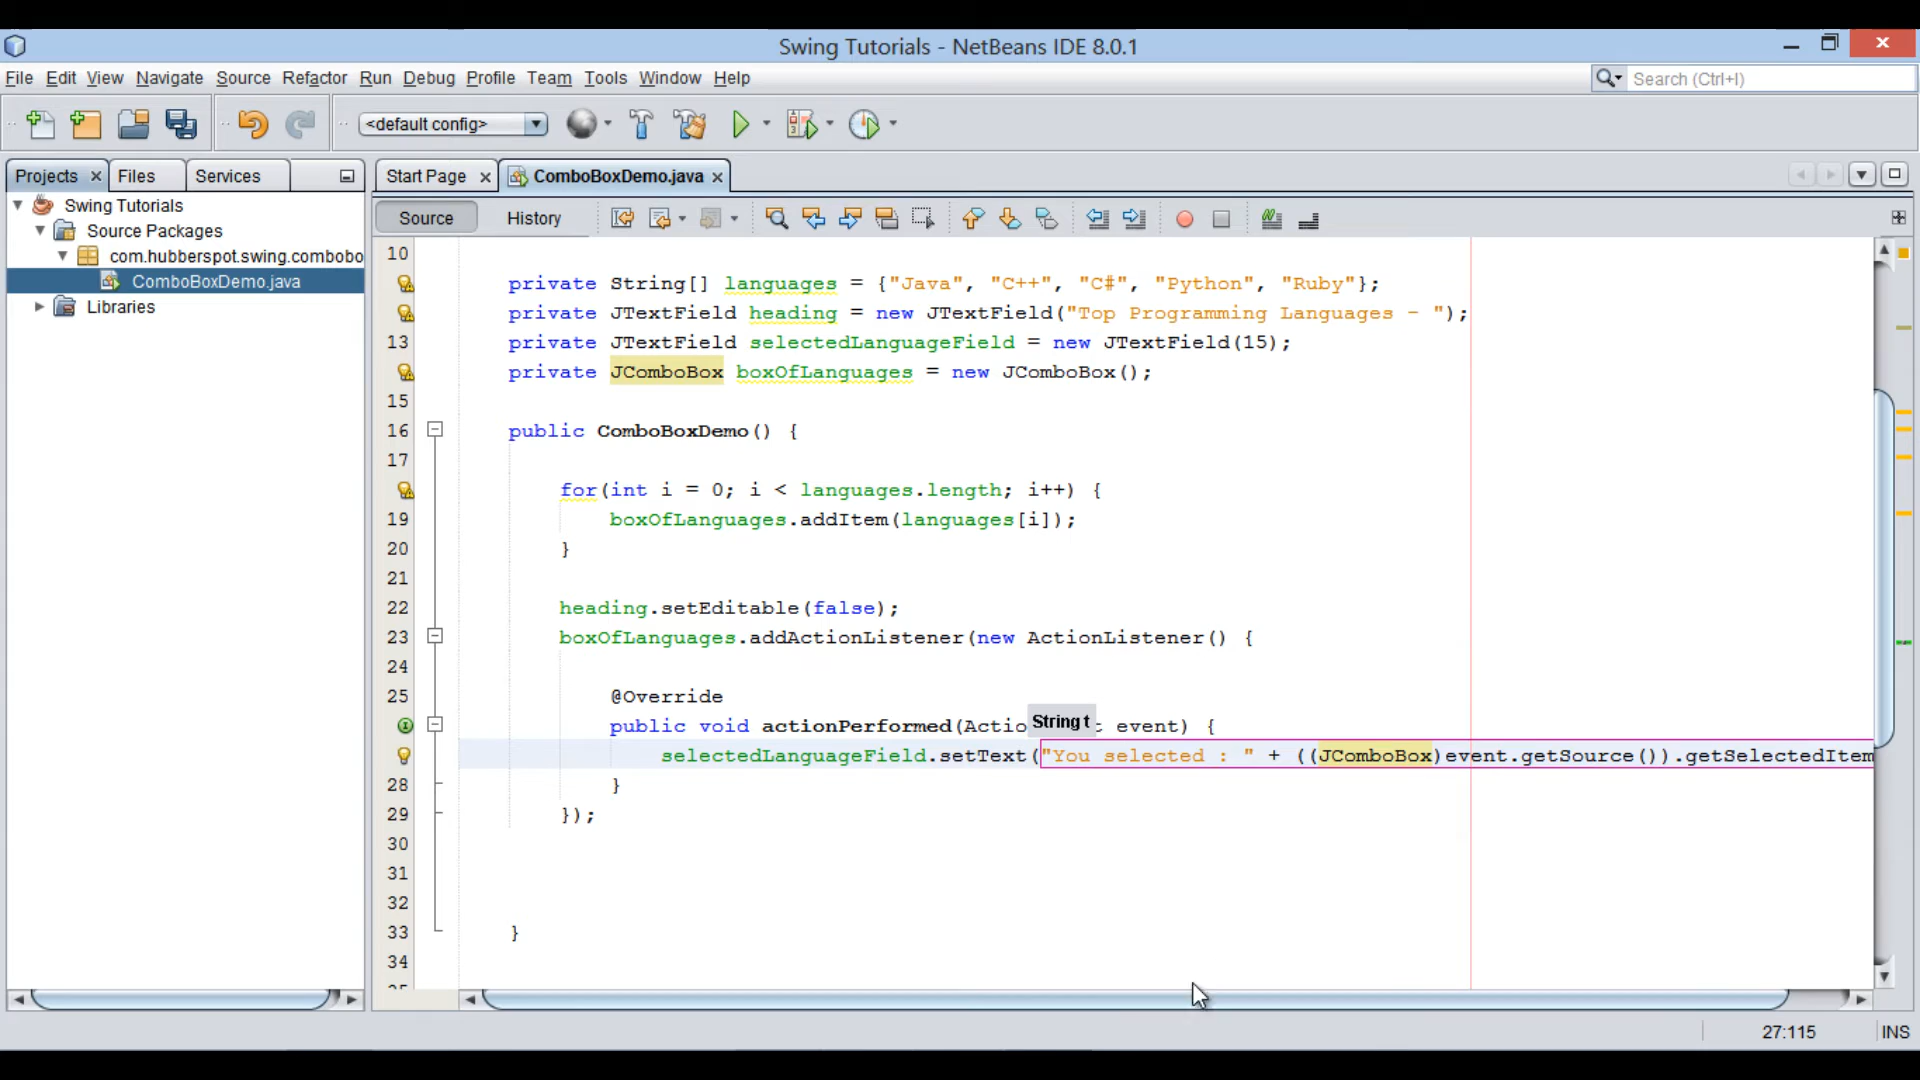 Swing Tutorials - NetBeans IDE 8.0.1
File Edit View Navigate Source Refactor Run Debug Profile Team Tools Window Help
Search (Ctrl+I)
<default config>
Projects Files Services
Start Page ComboBoxDemo.java
Swing Tutorials
Source Packages
com.hubberspot.swing.combobo
ComboBoxDemo.java
Libraries
Source History
10
private String[] languages = {"Java", "C++", "C#", "Python", "Ruby"};
private JTextField heading = new JTextField("Top Programming Languages - ");
13 private JTextField selectedLanguageField = new JTextField(15);
private JComboBox boxOfLanguages = new JComboBox();
15
16 public ComboBoxDemo() {
17
for(int i = 0; i < languages.length; i++) {
19 boxOfLanguages.addItem(languages[i]);
20 }
21
22 heading.setEditable(false);
23 boxOfLanguages.addActionListener(new ActionListener() {
24
25 @Override
String t
public void actionPerformed(Actio t event) {
selectedLanguageField.setText("You selected : " + ((JComboBox)event.getSource()).getSelectedItem
28 }
29 });
30
31
32
33 }
34
27:115 INS